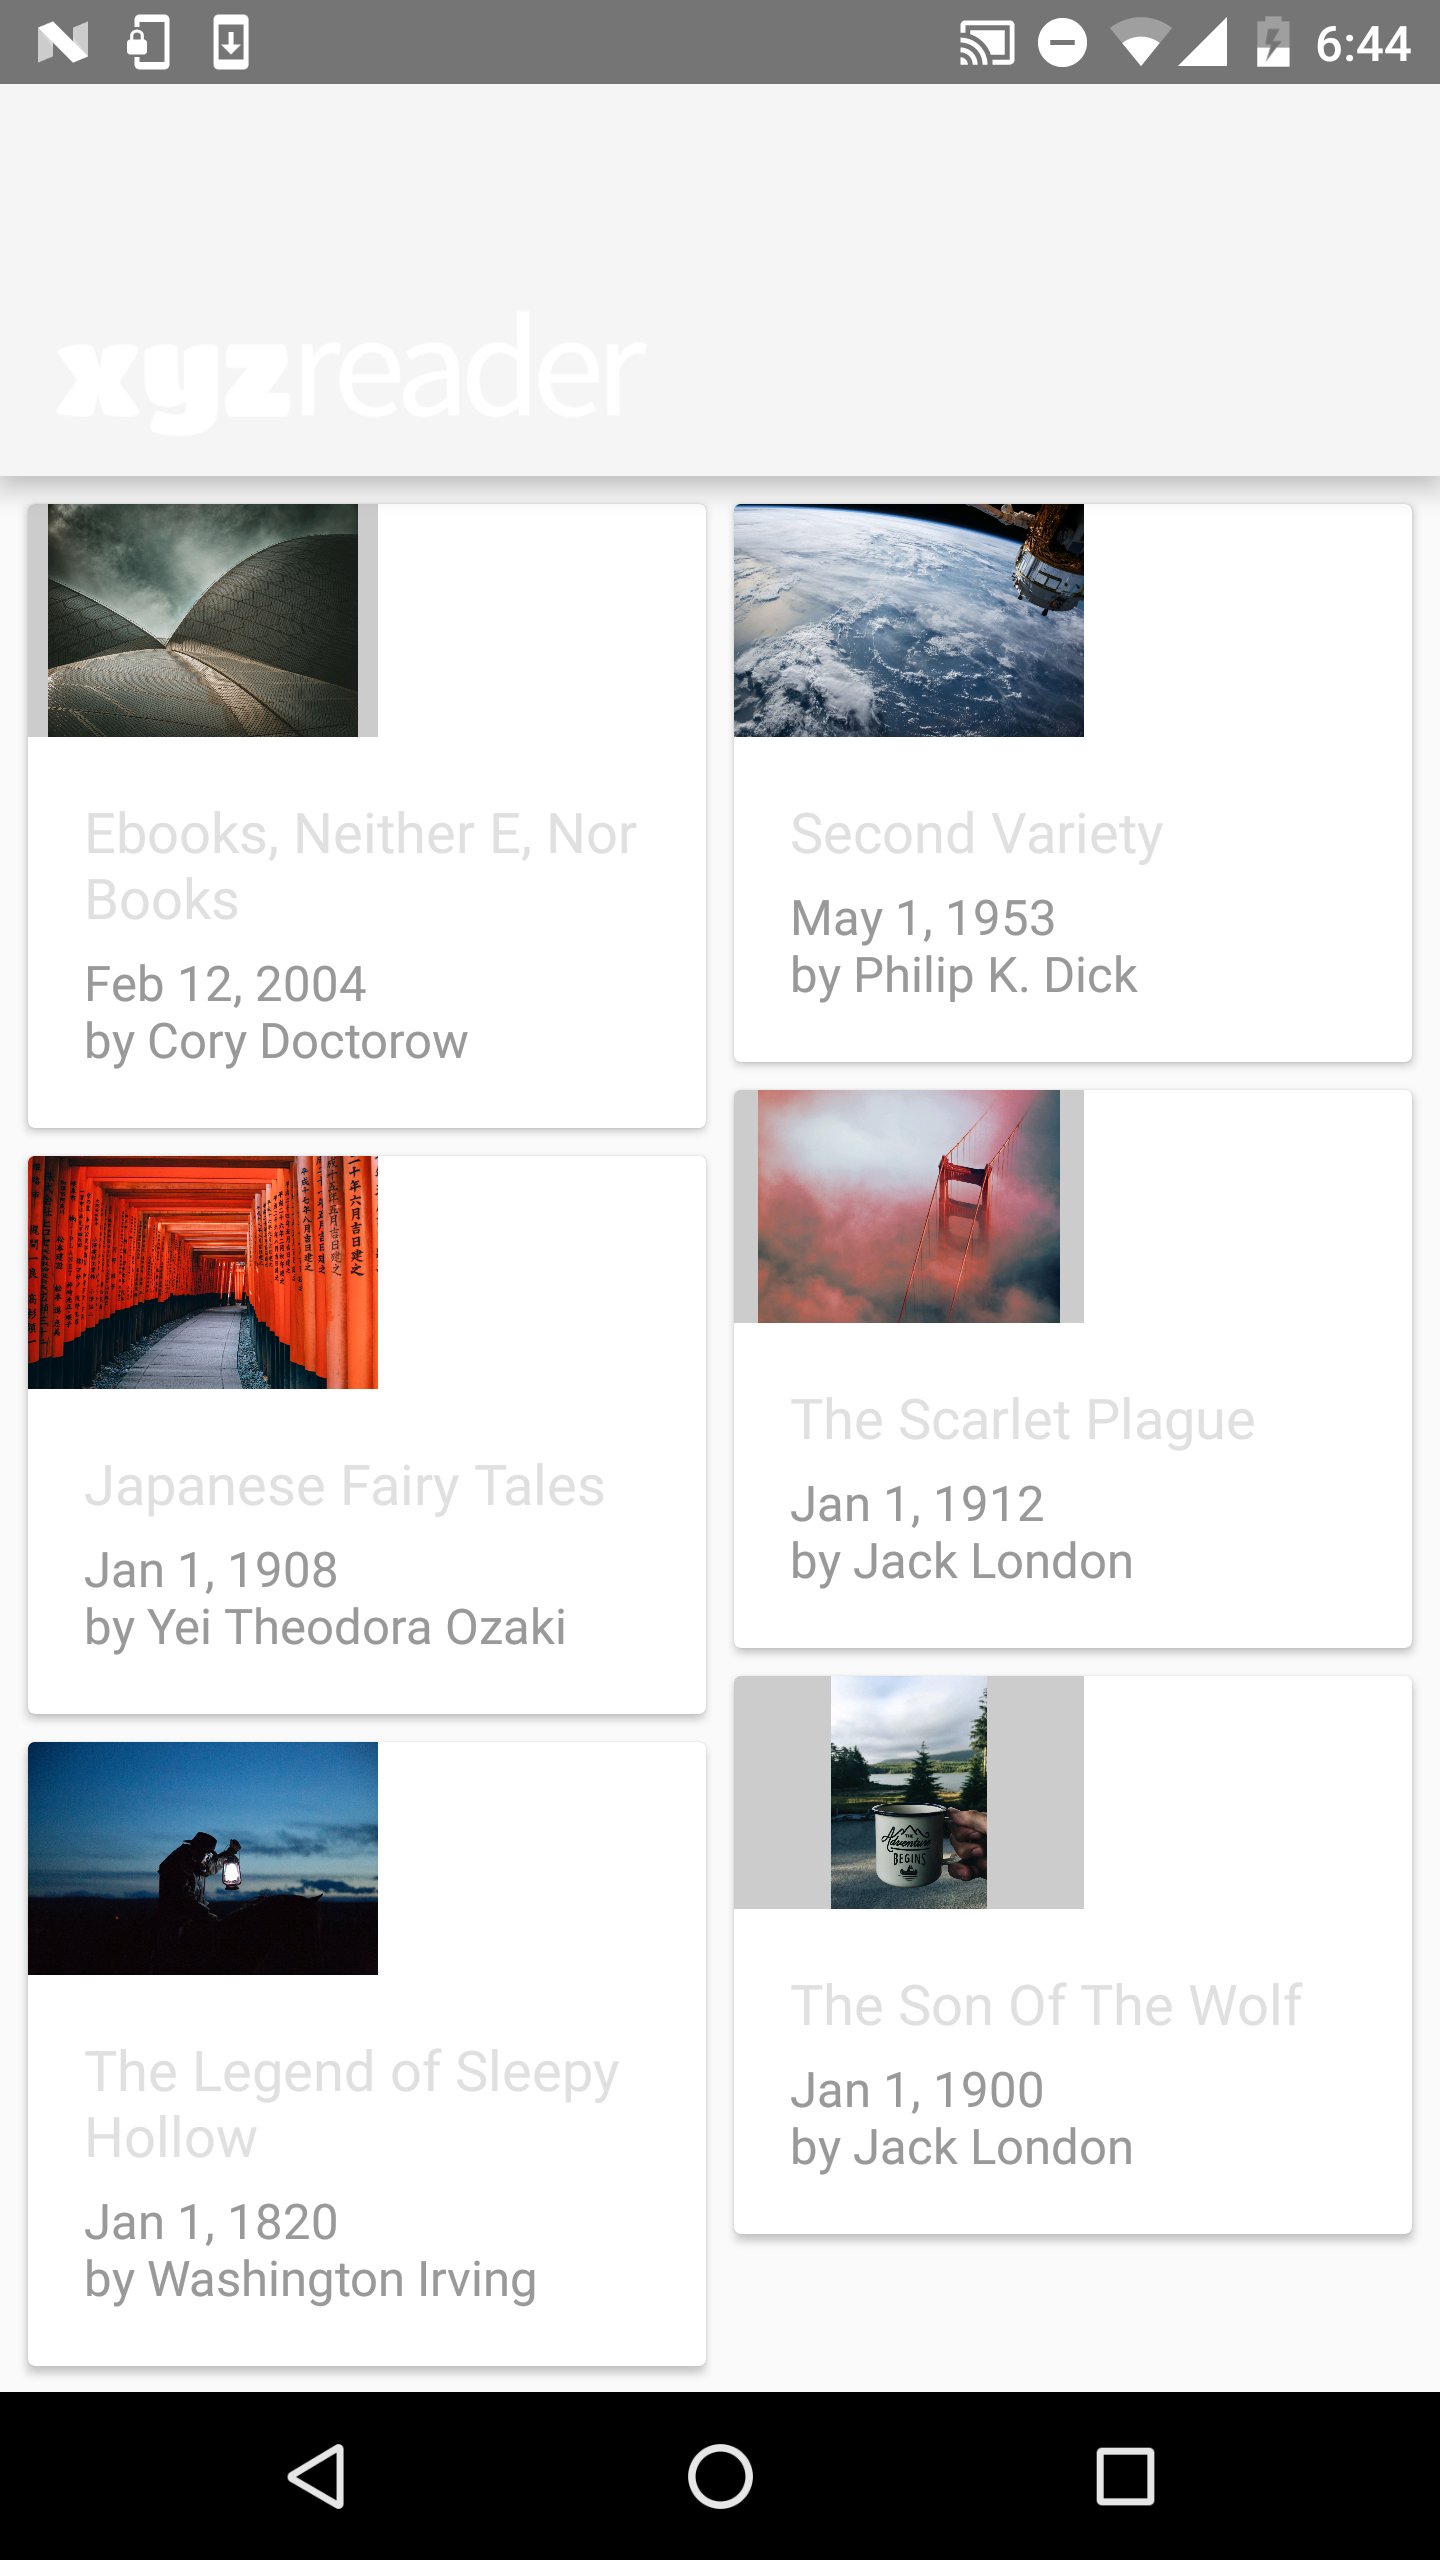 6:44
xyzreader
Ebooks, Neither E, Nor
Books
Feb 12, 2004
by Cory Doctorow
Second Variety
May 1, 1953
by Philip K. Dick
Japanese Fairy Tales
Jan 1, 1908
by Yei Theodora Ozaki
The Scarlet Plague
Jan 1, 1912
by Jack London
The Legend of Sleepy
Hollow
Jan 1, 1820
by Washington Irving
THE
Adventure
BEGINS
The Son Of The Wolf
Jan 1, 1900
by Jack London